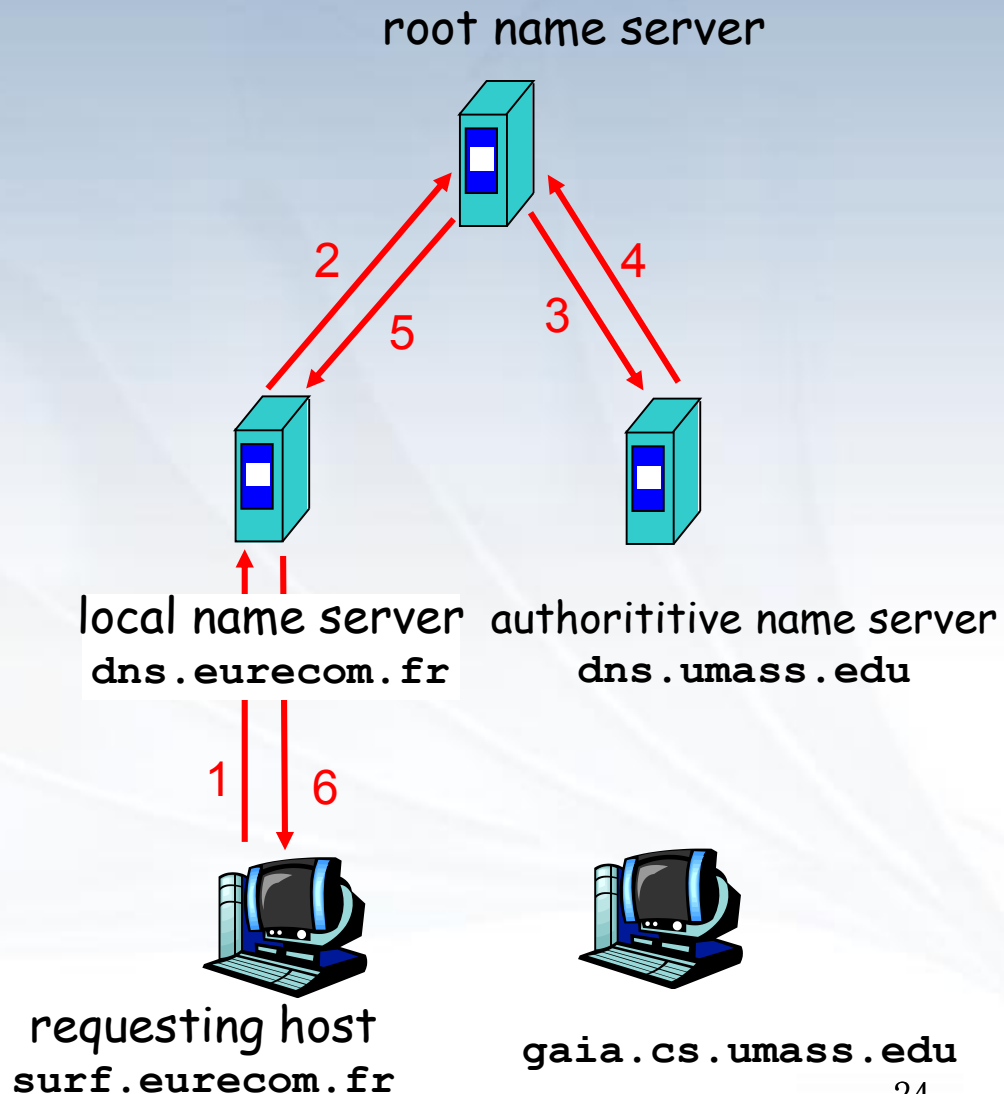 root name server
2
5
3
4
local name server
dns.eurecom.fr
authorititive name server
dns.umass.edu
1
6
requesting host
surf.eurecom.fr
gaia.cs.umass.edu
24